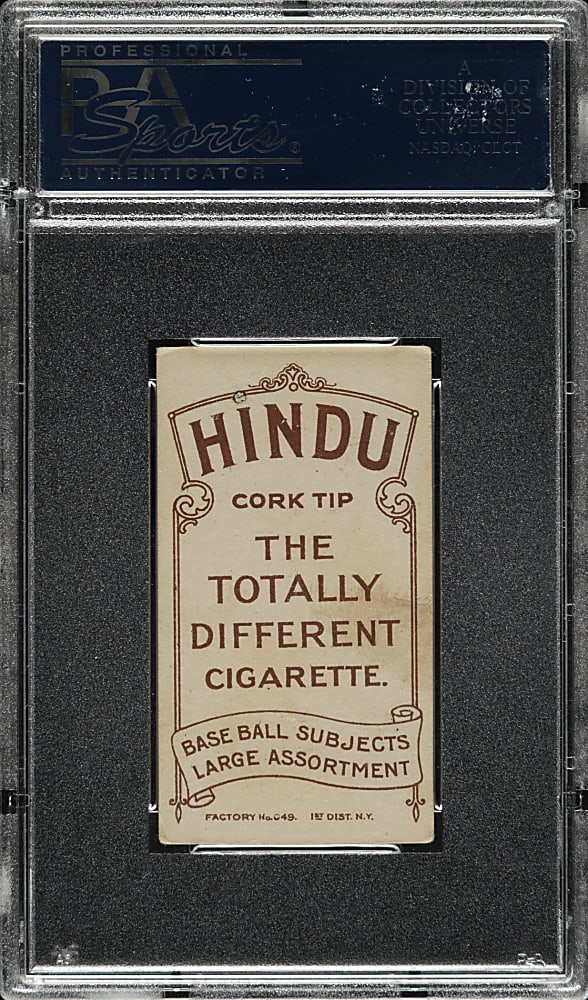 PROFESSIONAL
PSA
Sports®
AUTHENTICATOR
A
DIVISION OF
COLLECTORS
UNIVERSE
NASDAQ: CLCT
HINDU
CORK TIP
THE
TOTALLY
DIFFERENT
CIGARETTE.
BASE BALL SUBJECTS
LARGE ASSORTMENT
FACTORY No. 649. 1ST DIST. N.Y.
PSA